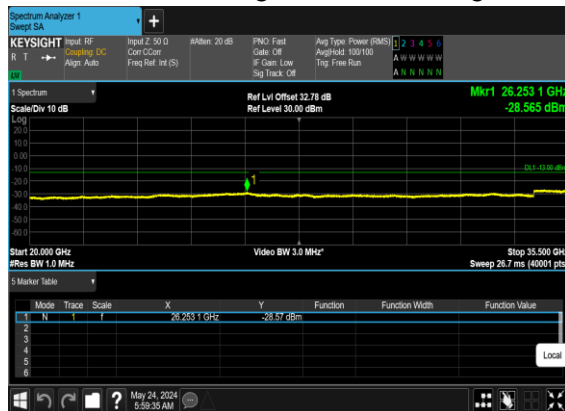 Spectrum Analyzer 1
Swept SA
+
KEYSIGHT Input: RF Input Z: 50 Ω #Atten: 20 dB PNO: Fast Avg Type: Power (RMS) 1 2 3 4 5 6
R T Coupling: DC Corr CCorr Gate: Off Avg|Hold: 100/100 A W W W W W
Align: Auto Freq Ref: Int (S) IF Gain: Low Trig: Free Run
Sig Track: Off A N N N N N
LW
1 Spectrum Ref Lvl Offset 32.78 dB Mkr1 26.253 1 GHz
Scale/Div 10 dB Ref Level 30.00 dBm -28.565 dBm
Log
20.0
10.0
0.00
-10.0 DL1 -13.00 dBm
-20.0 1
-30.0
-40.0
-50.0
-60.0
Start 20.000 GHz Video BW 3.0 MHz* Stop 35.500 GHz
#Res BW 1.0 MHz Sweep 26.7 ms (40001 pts)
5 Marker Table
Mode Trace Scale X Y Function Function Width Function Value
1 N 1 f 26.253 1 GHz -28.57 dBm
2
3
4
5
6
Local
? May 24, 2024
5:59:35 AM